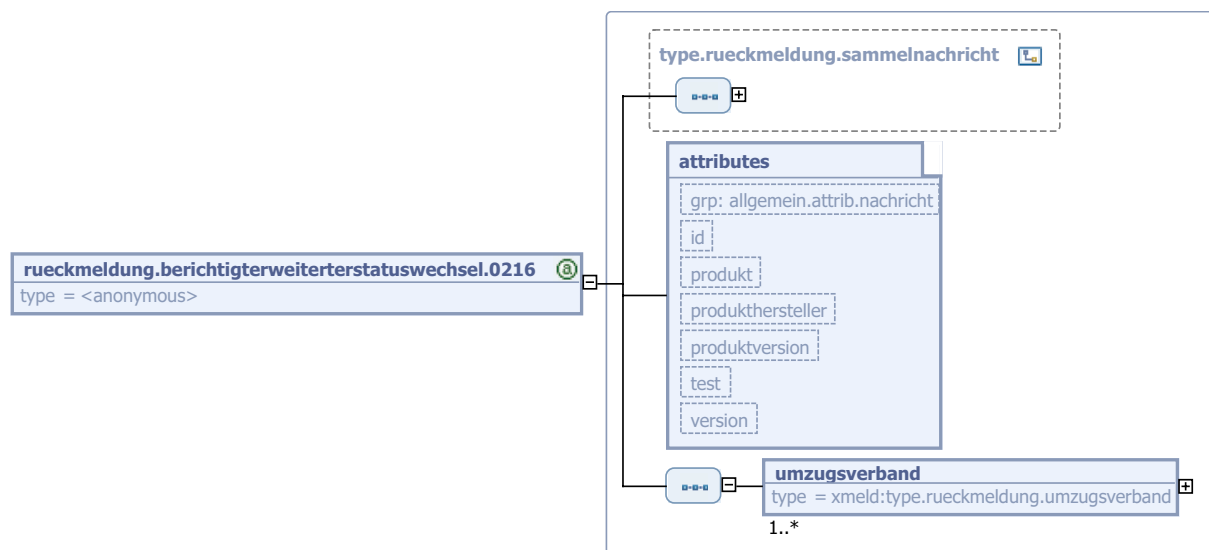 type.rueckmeldung.sammelnachricht
attributes
grp: allgemein.attrib.nachricht
id
produkt
rueckmeldung.berichtigterweiterterstatuswechsel.0216
type = <anonymous>
produkthersteller
produktversion
test
version
umzugsverband
type = xmeld:type.rueckmeldung.umzugsverband
1..*